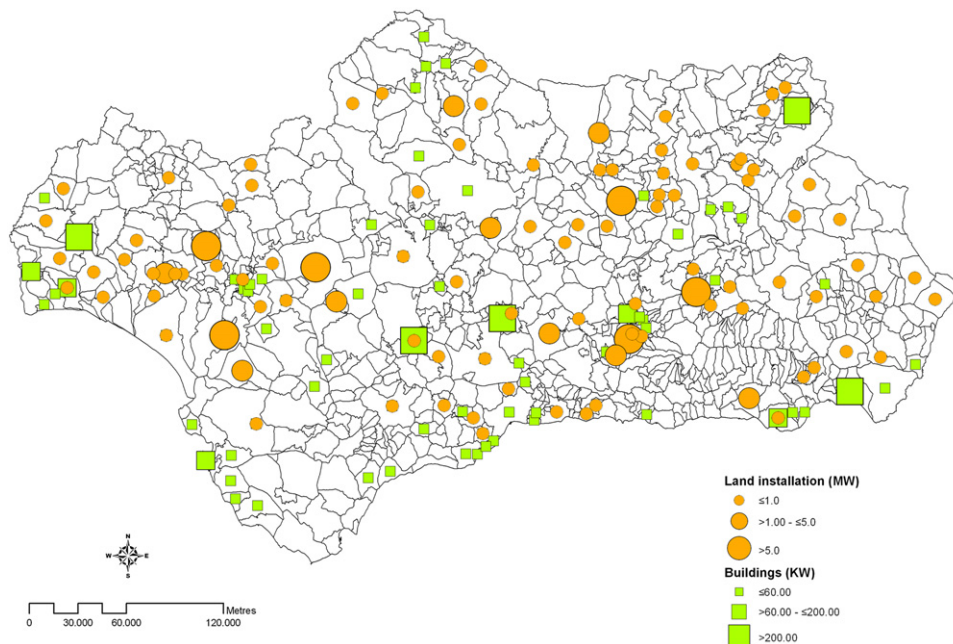 Land installation (MW)
≤1.0
>1.00 - ≤5.0
>5.0
Buildings (KW)
≤60.00
>60.00 - ≤200.00
>200.00
N
W E
S
Metres
0 30.000 60.000 120.000